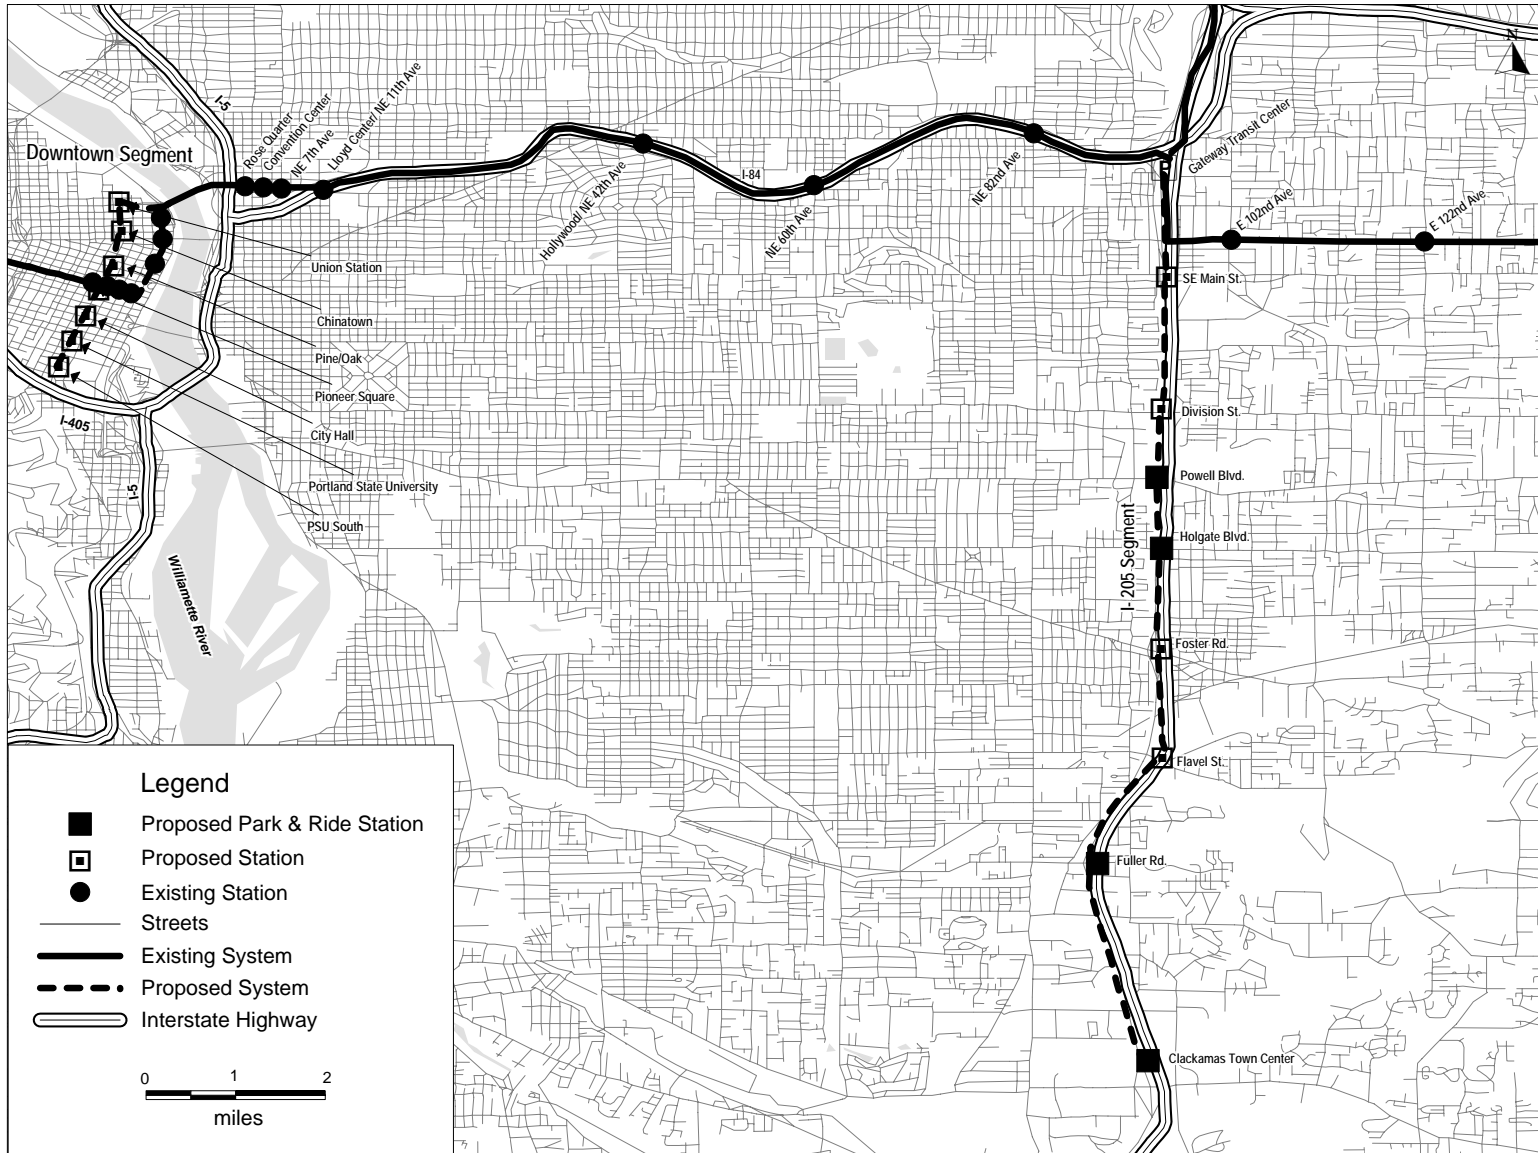 N
I-5
Rose Quarter
Convention Center
NE 7th Ave
Lloyd Center/ NE 11th Ave
Downtown Segment
Gateway Transit Center
I-84
Hollywood/ NE 42th Ave
NE 60th Ave
NE 82nd Ave
E 102nd Ave
E 122nd Ave
Union Station
SE Main St.
Chinatown
Pine/Oak
Pioneer Square
Division St.
I-405
City Hall
Powell Blvd.
Portland State University
I-5
PSU South
Holgate Blvd.
I- 205 Segment
Williamette River
Foster Rd.
Flavel St.
Fuller Rd.
Clackamas Town Center
Legend
Proposed Park & Ride Station
Proposed Station
Existing Station
Streets
Existing System
Proposed System
Interstate Highway
0 1 2
miles